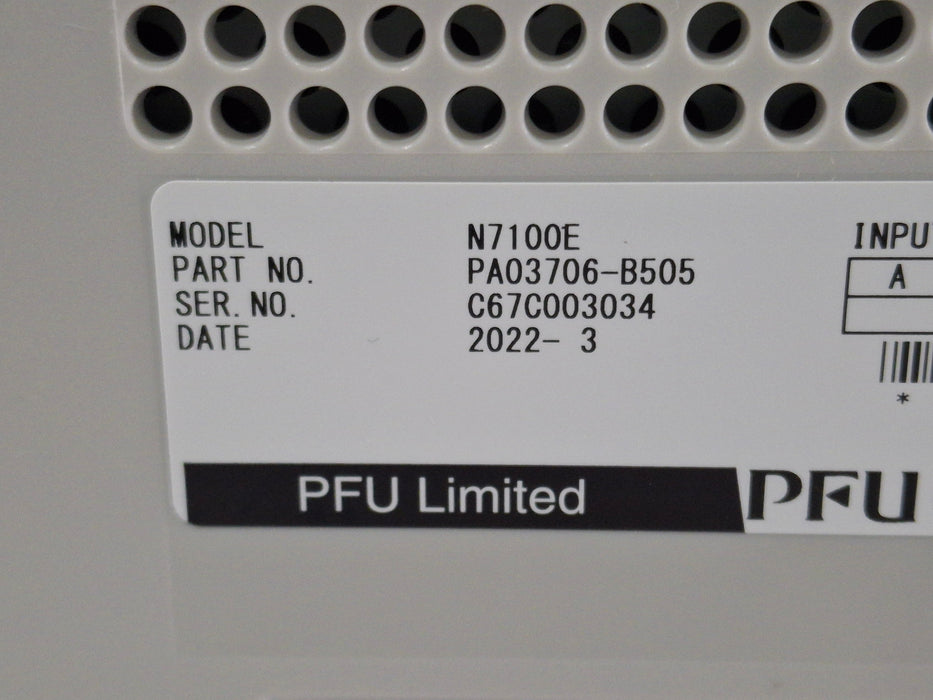 MODEL N7100E
PART NO. PA03706-B505
SER. NO. C67C003034
DATE 2022- 3
INPU
A
*
PFU Limited
PFU